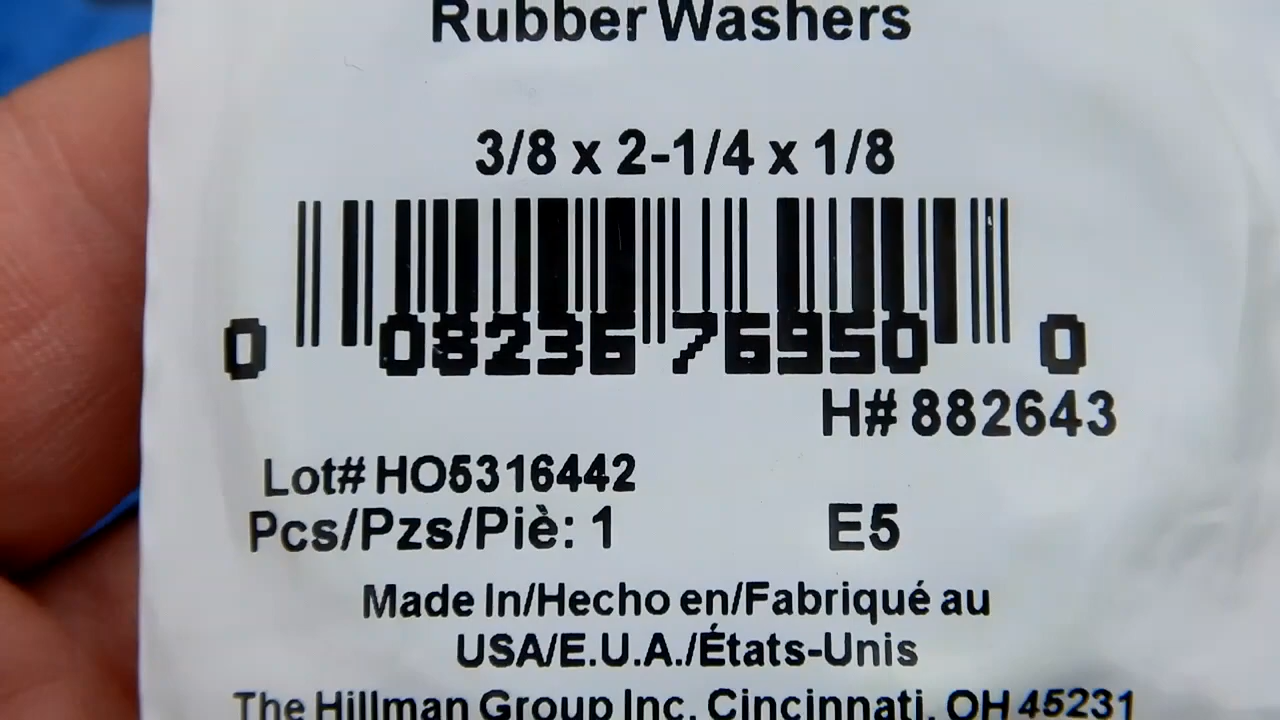 Rubber Washers
3/8 x 2-1/4 x 1/8
0 08236 76950 0
H# 882643
Lot# HO5316442
Pcs/Pzs/Piè: 1 E5
Made In/Hecho en/Fabriqué au
USA/E.U.A./États-Unis
The Hillman Group Inc. Cincinnati, OH 45231